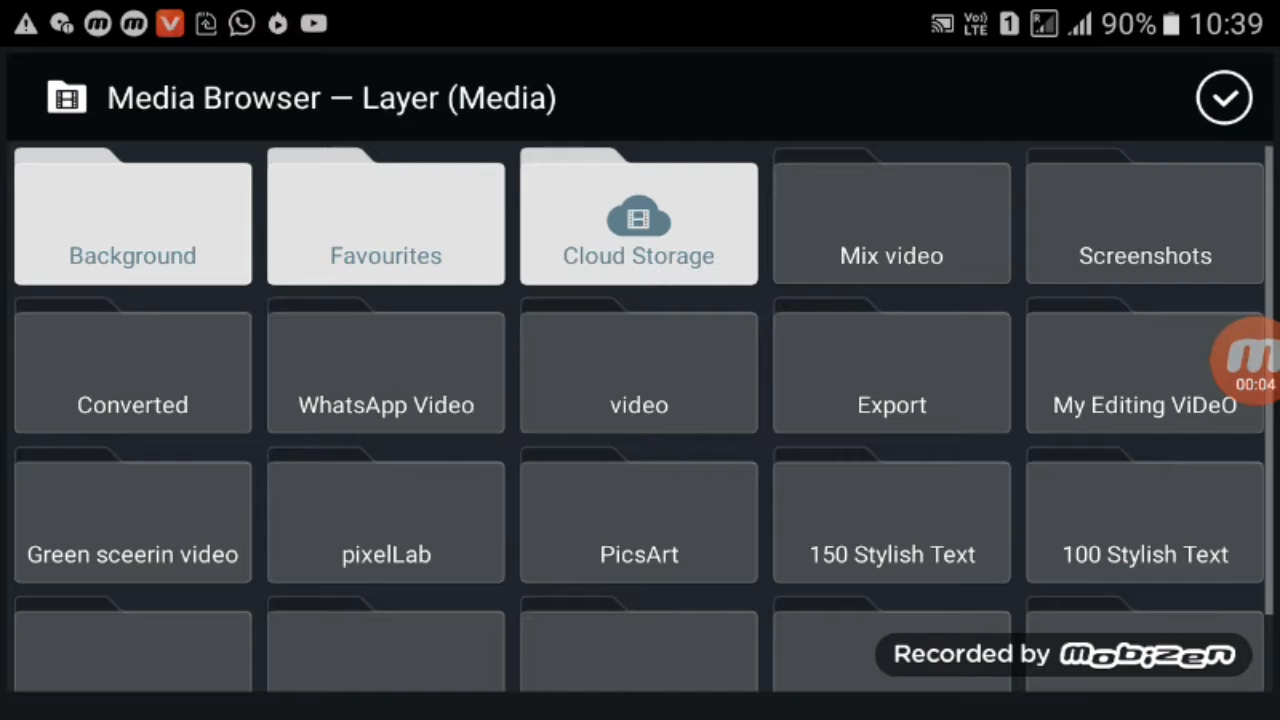 Vo) LTE 1 R 90% 10:39
Media Browser — Layer (Media)
Background Favourites Cloud Storage Mix video Screenshots
Converted WhatsApp Video video Export My Editing ViDeO
00:04
Green sceerin video pixelLab PicsArt 150 Stylish Text 100 Stylish Text
Recorded by mobizen